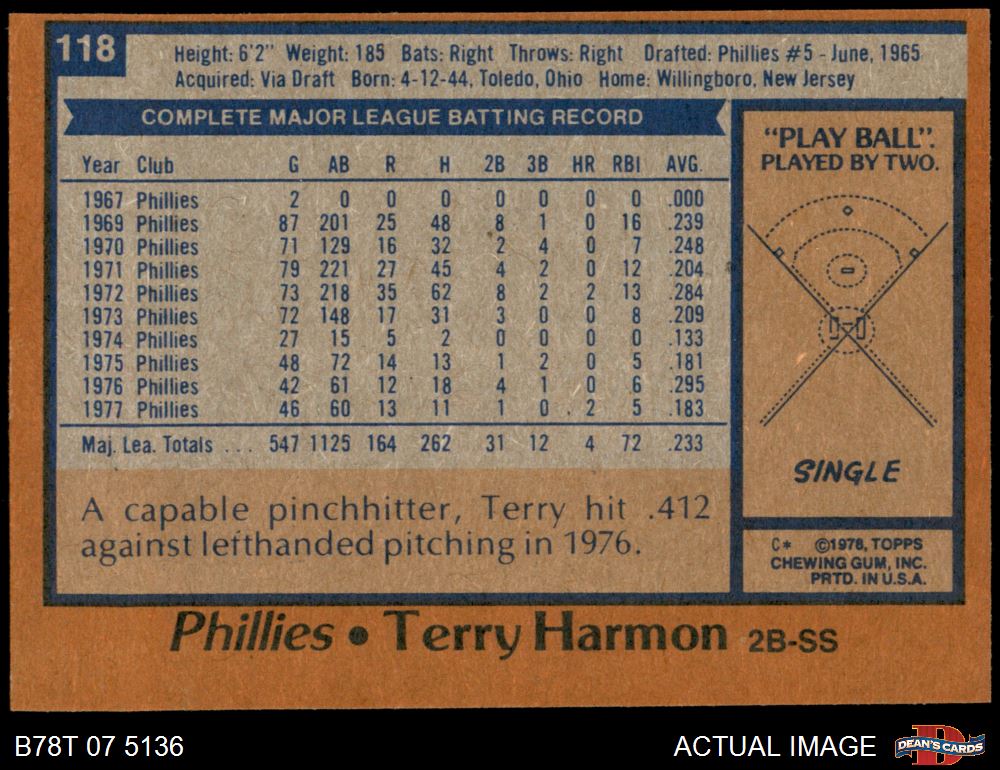 118
Height: 6'2" Weight: 185 Bats: Right Throws: Right Drafted: Phillies #5 - June, 1965
Acquired: Via Draft Born: 4-12-44, Toledo, Ohio Home: Willingboro, New Jersey
COMPLETE MAJOR LEAGUE BATTING RECORD
Year Club G AB R H 2B 3B HR RBI AVG.
1967 Phillies 2 0 0 0 0 0 0 0 .000
1969 Phillies 87 201 25 48 8 1 0 16 .239
1970 Phillies 71 129 16 32 2 4 0 7 .248
1971 Phillies 79 221 27 45 4 2 0 12 .204
1972 Phillies 73 218 35 62 8 2 2 13 .284
1973 Phillies 72 148 17 31 3 0 0 8 .209
1974 Phillies 27 15 5 2 0 0 0 0 .133
1975 Phillies 48 72 14 13 1 2 0 5 .181
1976 Phillies 42 61 12 18 4 1 0 6 .295
1977 Phillies 46 60 13 11 1 0 2 5 .183
Maj. Lea. Totals ... 547 1125 164 262 31 12 4 72 .233
A capable pinchhitter, Terry hit .412
against lefthanded pitching in 1976.
"PLAY BALL".
PLAYED BY TWO.
SINGLE
C* ©1978, TOPPS
CHEWING GUM, INC.
PRTD. IN U.S.A.
Phillies • Terry Harmon 2B-SS
B78T 07 5136
ACTUAL IMAGE
DEAN'S CARDS